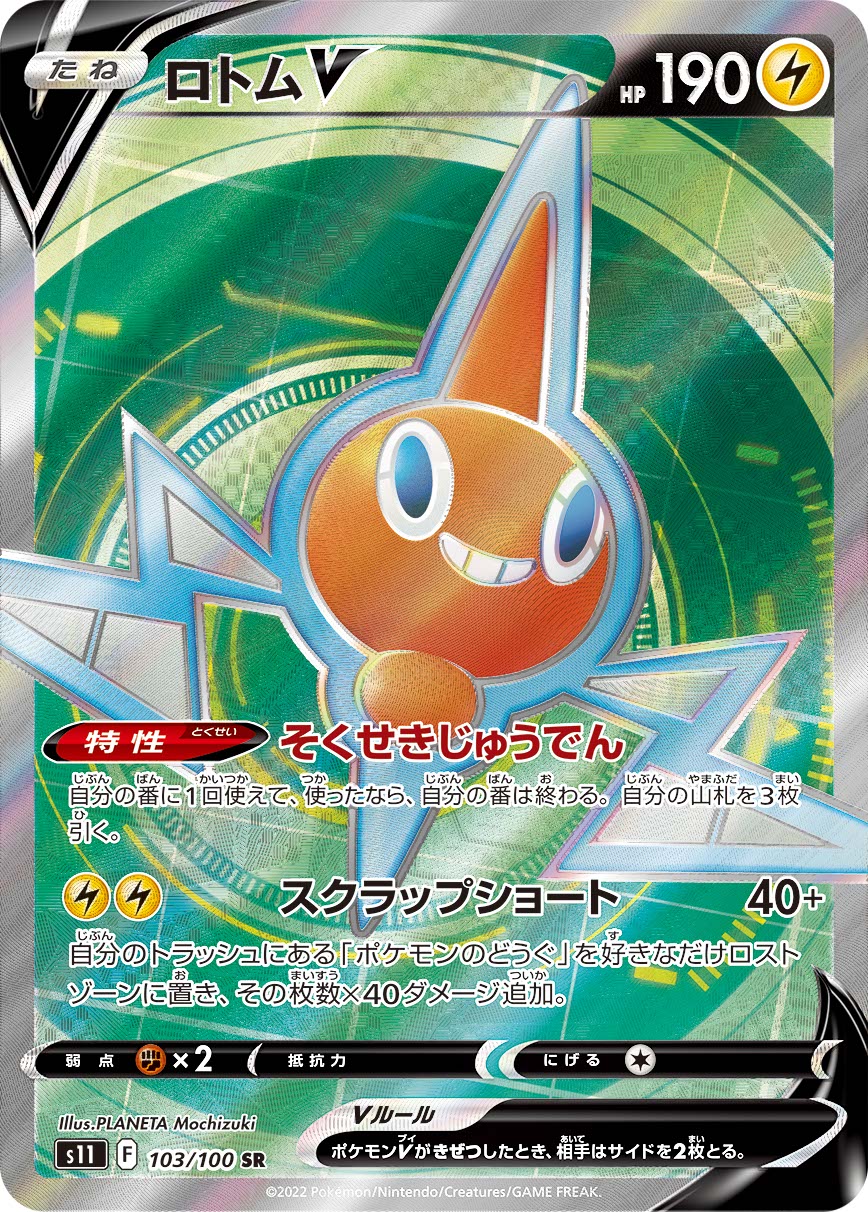 たね ロトムV HP 190
特性 とくせい そくせきじゅうでん
自分の番に1回使えて、使ったなら、自分の番は終わる。自分の山札を3枚
引く。
スクラップショート 40+
自分のトラッシュにある「ポケモンのどうぐ」を好きなだけロスト
ゾーンに置き、その枚数×40ダメージ追加。
弱点 ×2 抵抗力 にげる
Illus.PLANETA Mochizuki
Vルール
ポケモンVがきぜつしたとき、相手はサイドを2枚とる。
s11 F 103/100 SR
©2022 Pokémon/Nintendo/Creatures/GAME FREAK.